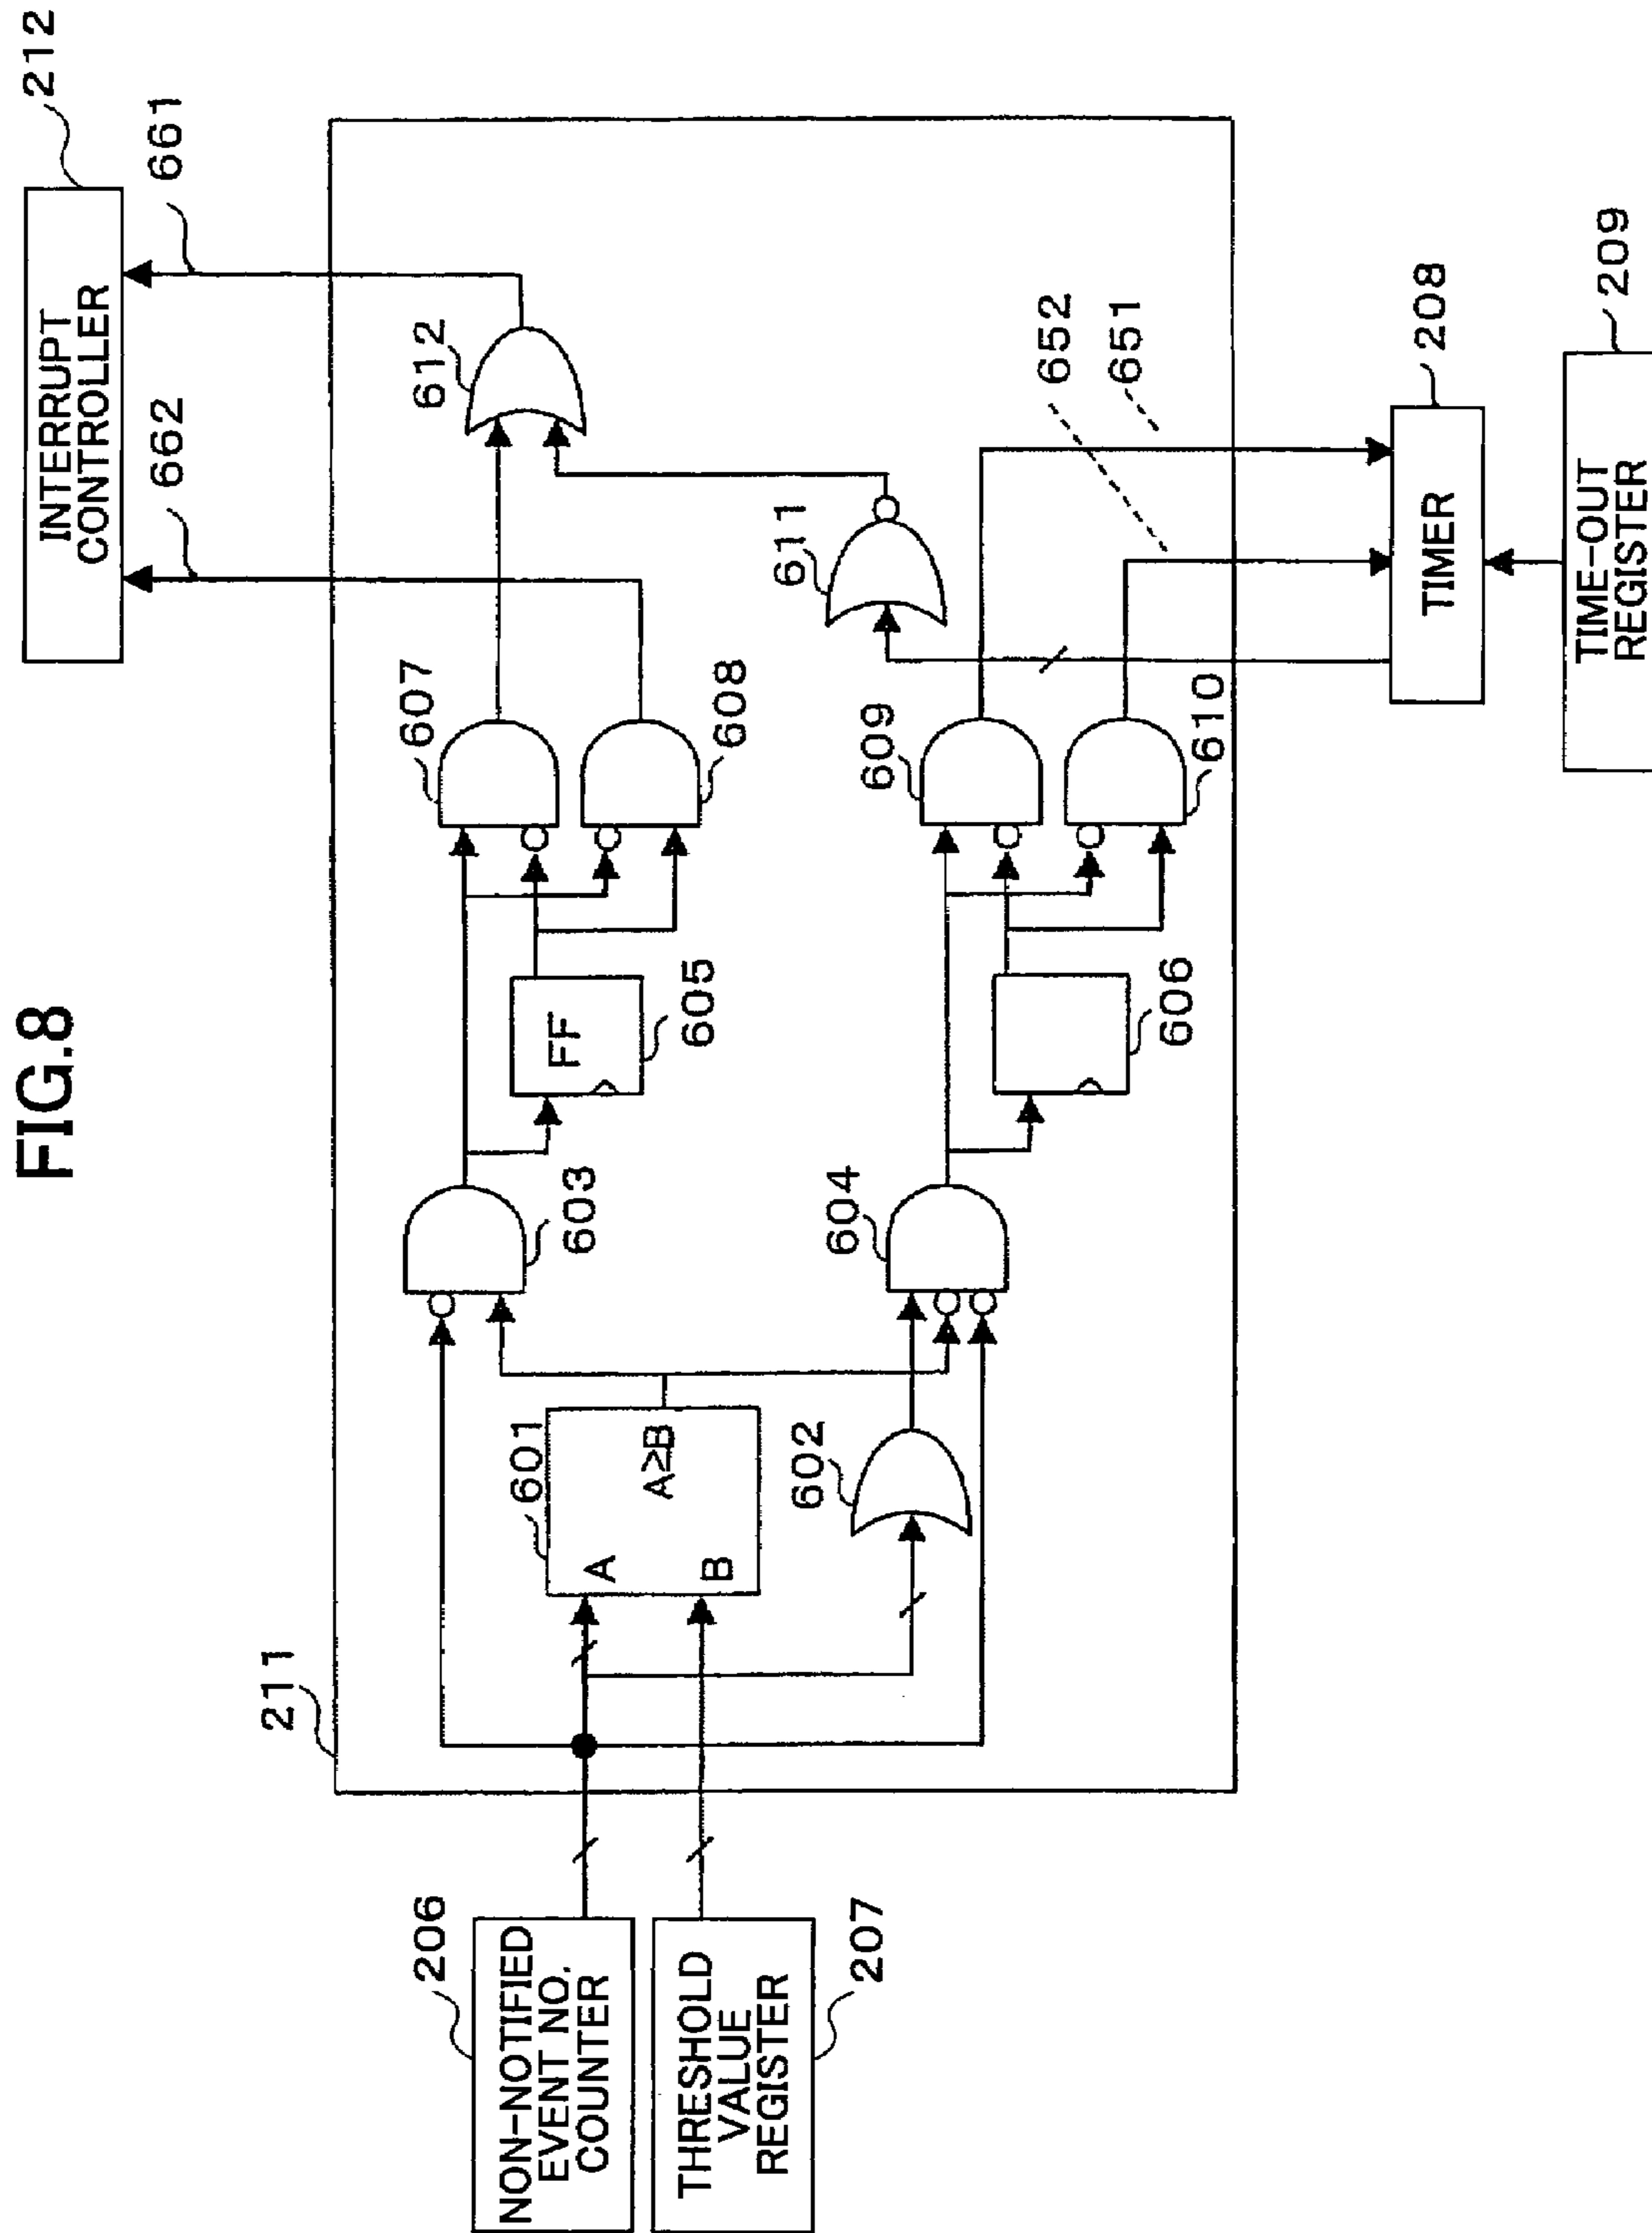 FIG.8
211
206
NON-NOTIFIED
EVENT NO.
COUNTER
THRESHOLD
VALUE
REGISTER
207
601
A
B
A≥B
602
603
604
FF
605
606
607
608
609
610
611
612
652
651
662
661
INTERRUPT
CONTROLLER
212
TIMER
208
TIME-OUT
REGISTER
209